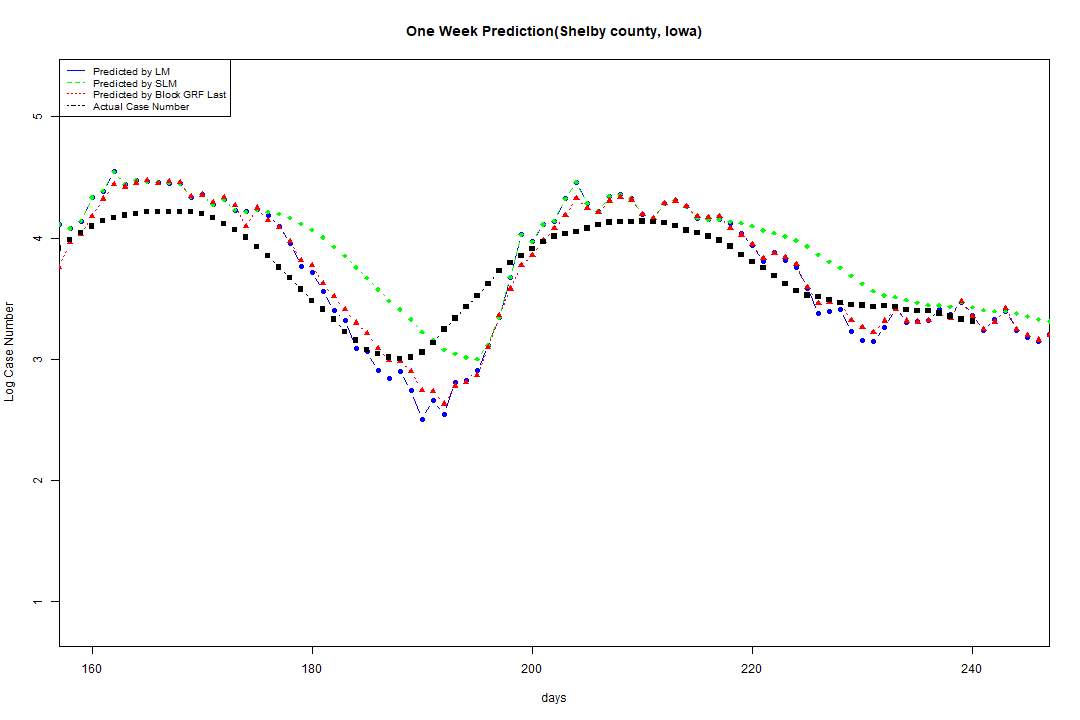 One Week Prediction(Shelby county, Iowa)
Predicted by LM
Predicted by SLM
Predicted by Block GRF Last
Actual Case Number
5
4
3
2
1
Log Case Number
160 180 200 220 240
days